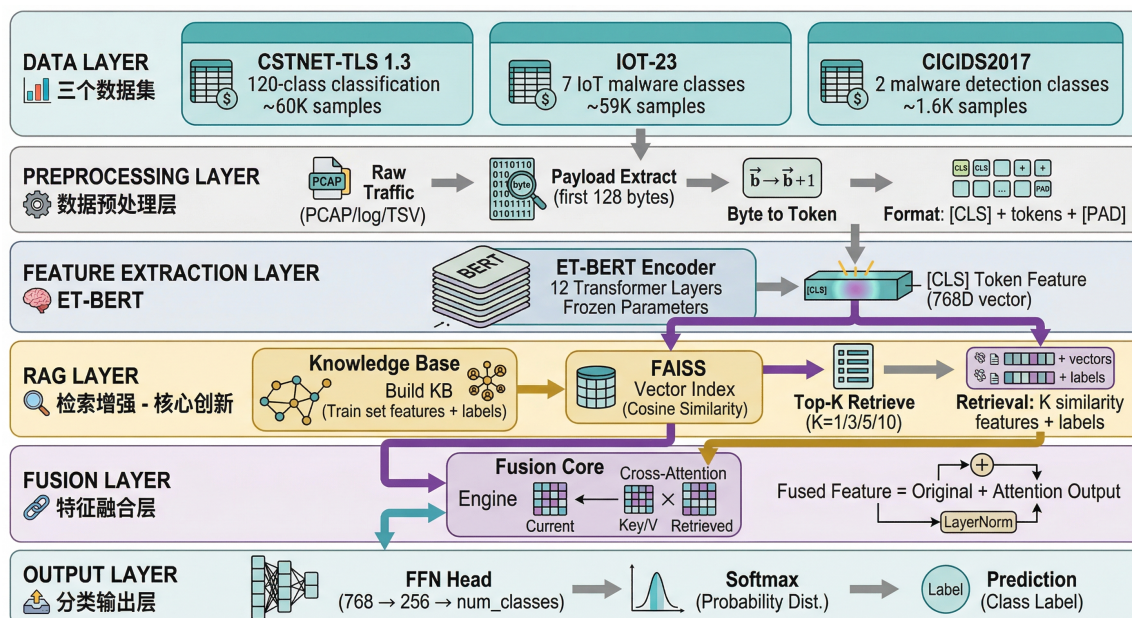 DATA LAYER
三个数据集
CSTNET-TLS 1.3
120-class classification
~60K samples
$
IOT-23
7 IoT malware classes
~59K samples
$
CICIDS2017
2 malware detection classes
~1.6K samples
$
PREPROCESSING LAYER
数据预处理层
PCAP
Raw
Traffic
(PCAP/log/TSV)
0110110
byte
1101111
0101111
Payload Extract
(first 128 bytes)
b⃗→b⃗+1
Byte to Token
CLS CLS + +
... PAD
Format: [CLS] + tokens + [PAD]
FEATURE EXTRACTION LAYER
ET-BERT
BERT
ET-BERT Encoder
12 Transformer Layers
Frozen Parameters
[CLS]
[CLS] Token Feature
(768D vector)
RAG LAYER
检索增强 - 核心创新
Knowledge Base
Build KB
(Train set features + labels)
FAISS
Vector Index
(Cosine Similarity)
Top-K Retrieve
(K=1/3/5/10)
+ vectors
+ labels
Retrieval: K similarity
features + labels
FUSION LAYER
特征融合层
Fusion Core
Engine
Cross-Attention
×
Current
Key/V
Retrieved
+
Fused Feature = Original + Attention Output
LayerNorm
OUTPUT LAYER
分类输出层
FFN Head
(768 → 256 → num_classes)
Softmax
(Probability Dist.)
Label
Prediction
(Class Label)